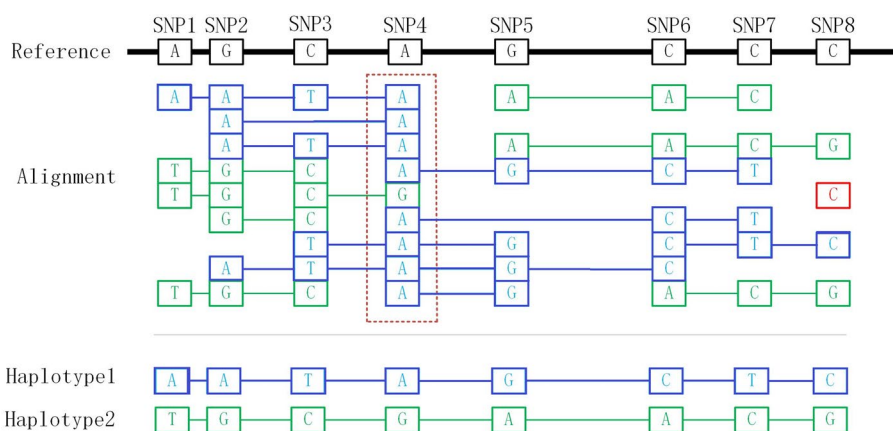 SNP1 SNP2 SNP3 SNP4 SNP5 SNP6 SNP7 SNP8
Reference A G C A G C C C
A A T A A A C
A A
Alignment
A T A A A C G
T G C A G C T
T G C G C
G C A C T
T A G C T C
A T A G C
T G C A G A C G
Haplotype1 A A T A G C T C
Haplotype2 T G C G A A C G